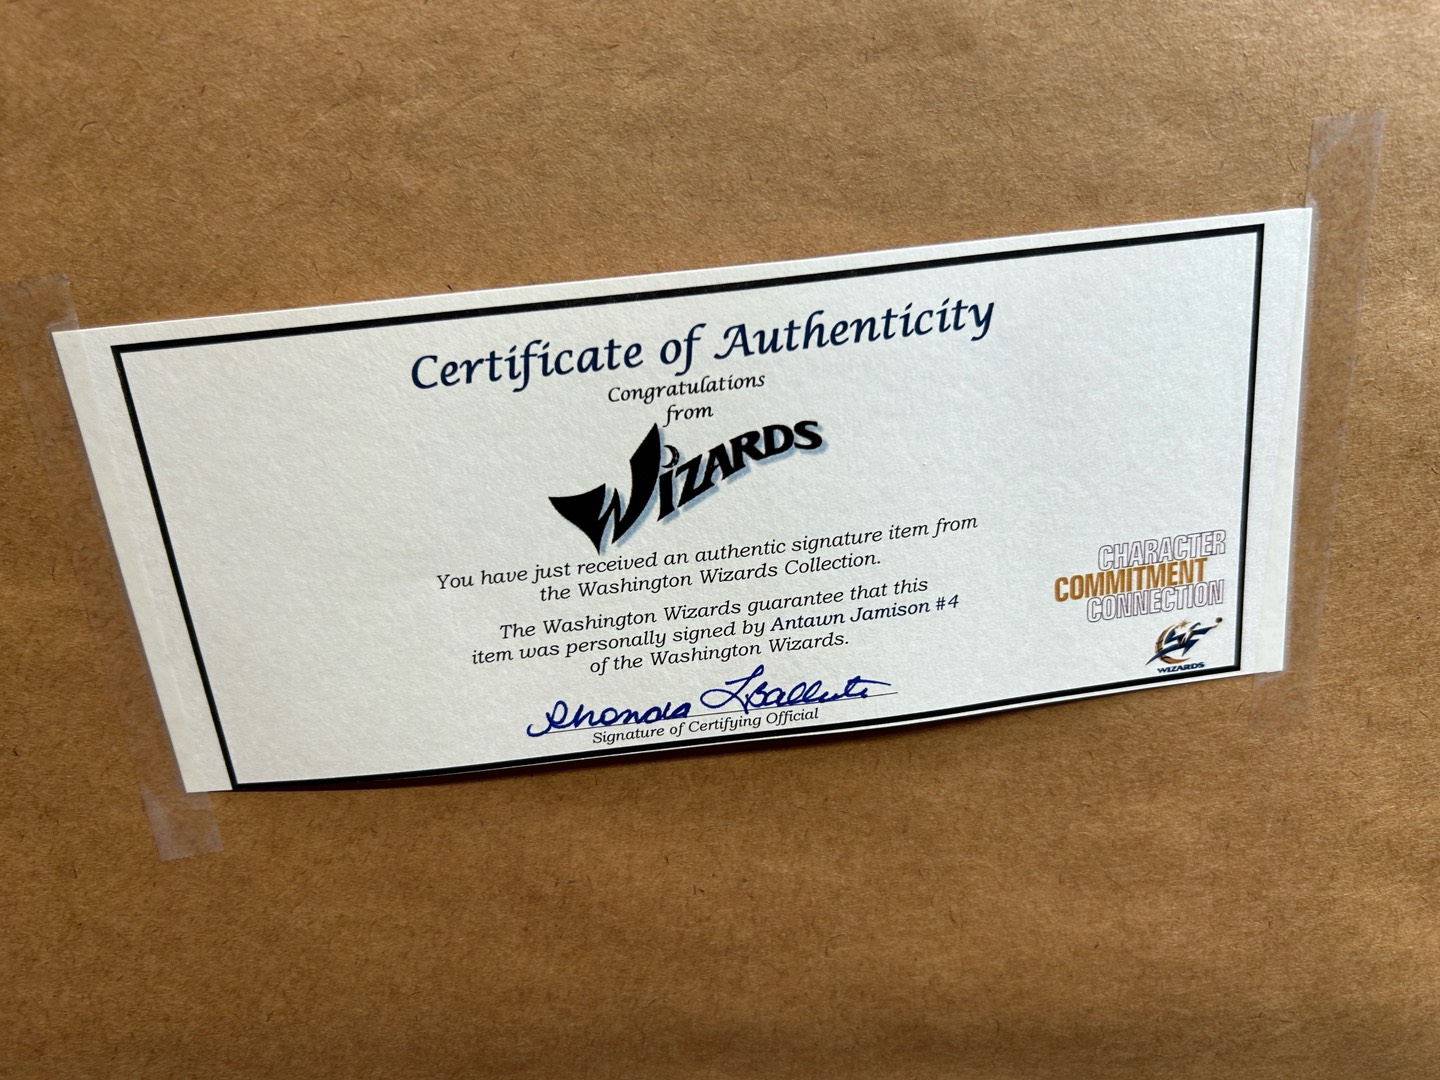 Certificate of Authenticity
Congratulations
from
WIZARDS
You have just received an authentic signature item from
the Washington Wizards Collection.
The Washington Wizards guarantee that this
item was personally signed by Antawn Jamison #4
of the Washington Wizards.
Rhonda
Signature of Certifying Official
CHARACTER
COMMITMENT
CONNECTION
WIZARDS